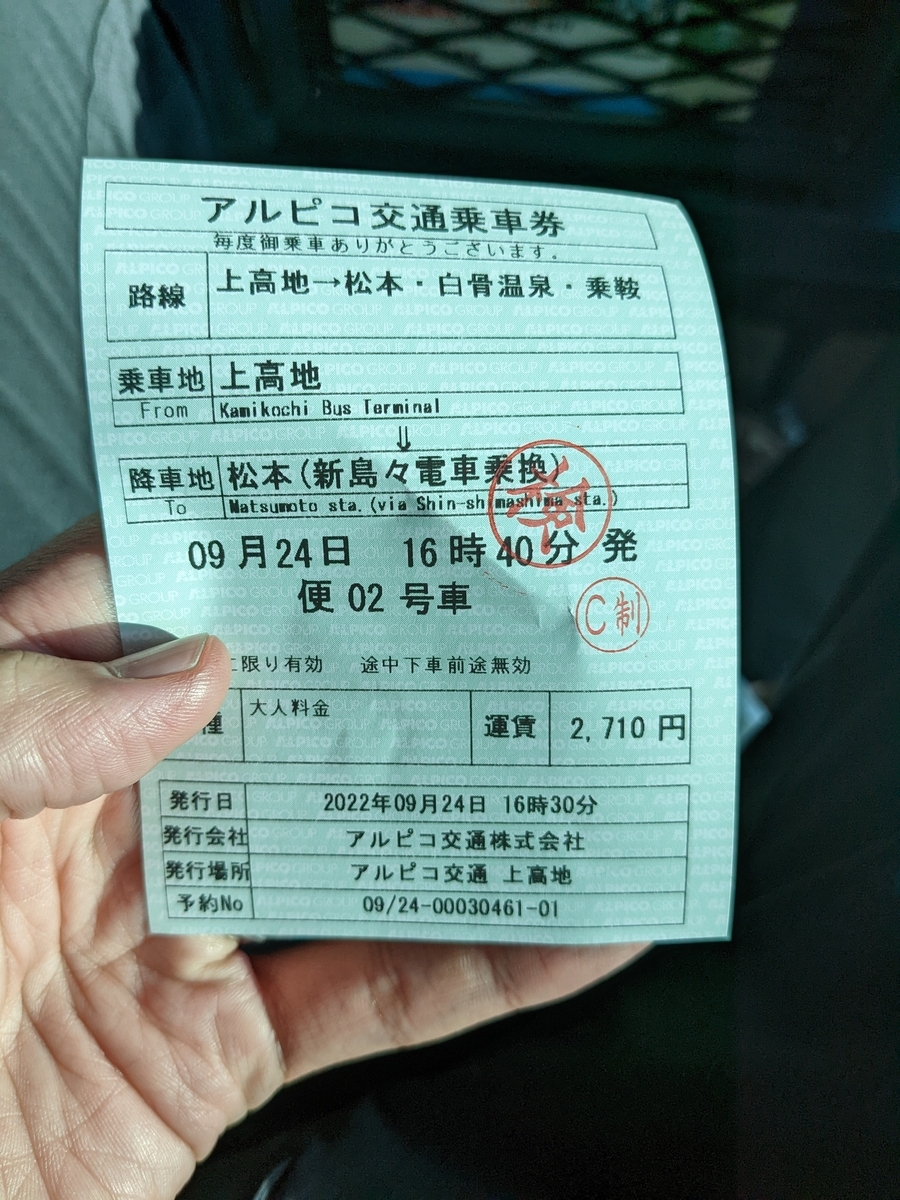 アルピコ交通乗車券
毎度御乗車ありがとうございます。
路線 上高地→松本・白骨温泉・乗鞍
乗車地 上高地
From Kamikochi Bus Terminal
⇓
降車地 松本(新島々電車乗換)
To Matsumoto sta.(via Shin-shimashima sta.)
09月24日 16時40分 発
便 02 号車
C制
に限り有効 途中下車前途無効
種 大人料金 運賃 2,710 円
発行日 2022年09月24日 16時30分
発行会社 アルピコ交通株式会社
発行場所 アルピコ交通 上高地
予約No 09/24-00030461-01
ALPICO GROUP